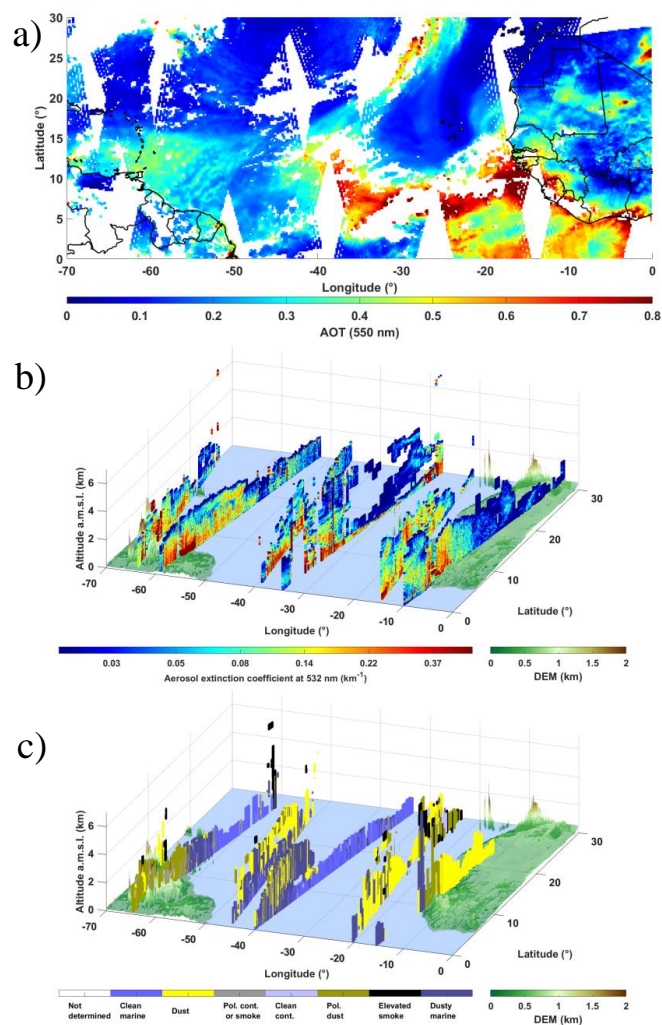 a)
30
25
20
15
10
5
0
Latitude (°)
-70 -60 -50 -40 -30 -20 -10 0
Longitude (°)
0 0.1 0.2 0.3 0.4 0.5 0.6 0.7 0.8
AOT (550 nm)
b)
Altitude a.m.s.l. (km)
6
4
2
0
-70 -60 -50 -40 -30 -20 -10 0
Longitude (°)
10 20 30
Latitude (°)
0.03 0.05 0.08 0.14 0.22 0.37
Aerosol extinction coefficient at 532 nm (km-1)
0 0.5 1 1.5 2
DEM (km)
c)
Altitude a.m.s.l. (km)
6
4
2
0
-70 -60 -50 -40 -30 -20 -10 0
Longitude (°)
10 20 30
Latitude (°)
Not determined
Clean marine
Dust
Pol. cont. or smoke
Clean cont.
Pol. dust
Elevated smoke
Dusty marine
0 0.5 1 1.5 2
DEM (km)